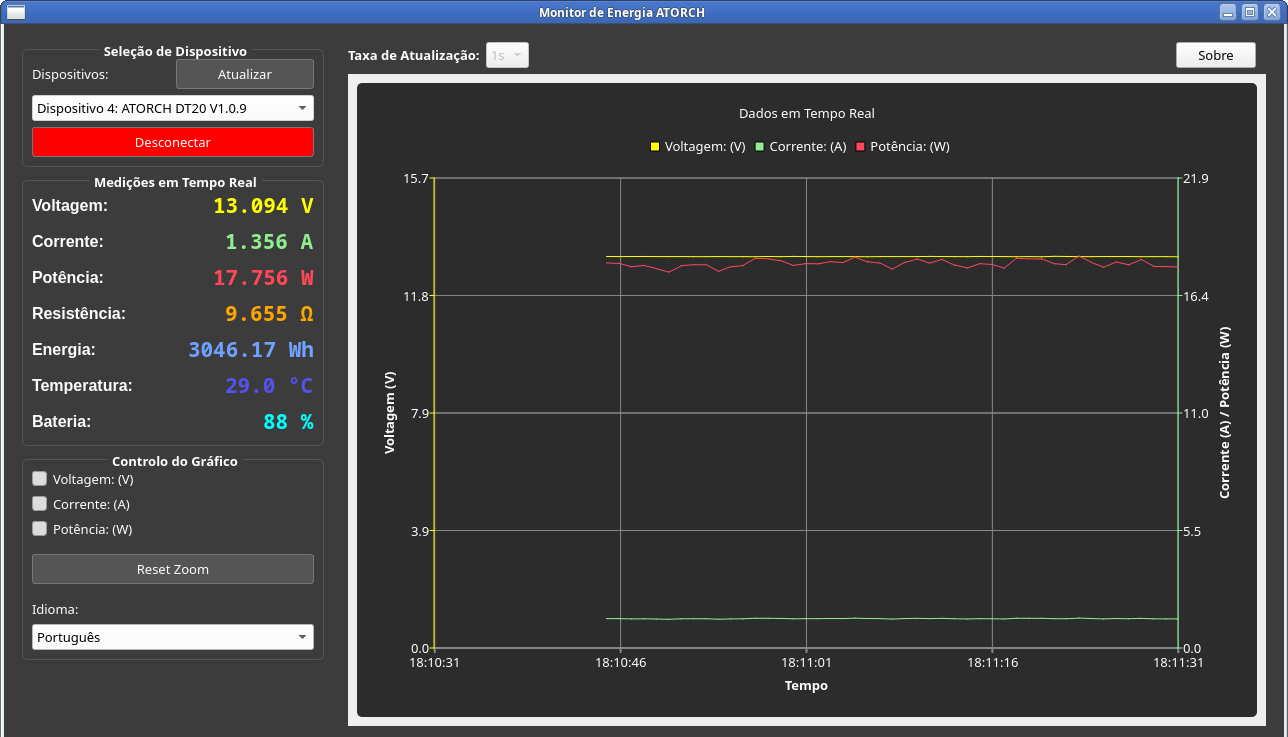 Monitor de Energia ATORCH
Seleção de Dispositivo
Dispositivos:
Atualizar
Dispositivo 4: ATORCH DT20 V1.0.9
Desconectar
Medições em Tempo Real
Voltagem: 13.094 V
Corrente: 1.356 A
Potência: 17.756 W
Resistência: 9.655 Ω
Energia: 3046.17 Wh
Temperatura: 29.0 °C
Bateria: 88 %
Controlo do Gráfico
Voltagem: (V)
Corrente: (A)
Potência: (W)
Reset Zoom
Idioma:
Português
Taxa de Atualização: 1s
Sobre
Dados em Tempo Real
Voltagem: (V) Corrente: (A) Potência: (W)
15.7
11.8
7.9
3.9
0.0
Voltagem (V)
21.9
16.4
11.0
5.5
0.0
Corrente (A) / Potência (W)
18:10:31 18:10:46 18:11:01 18:11:16 18:11:31
Tempo